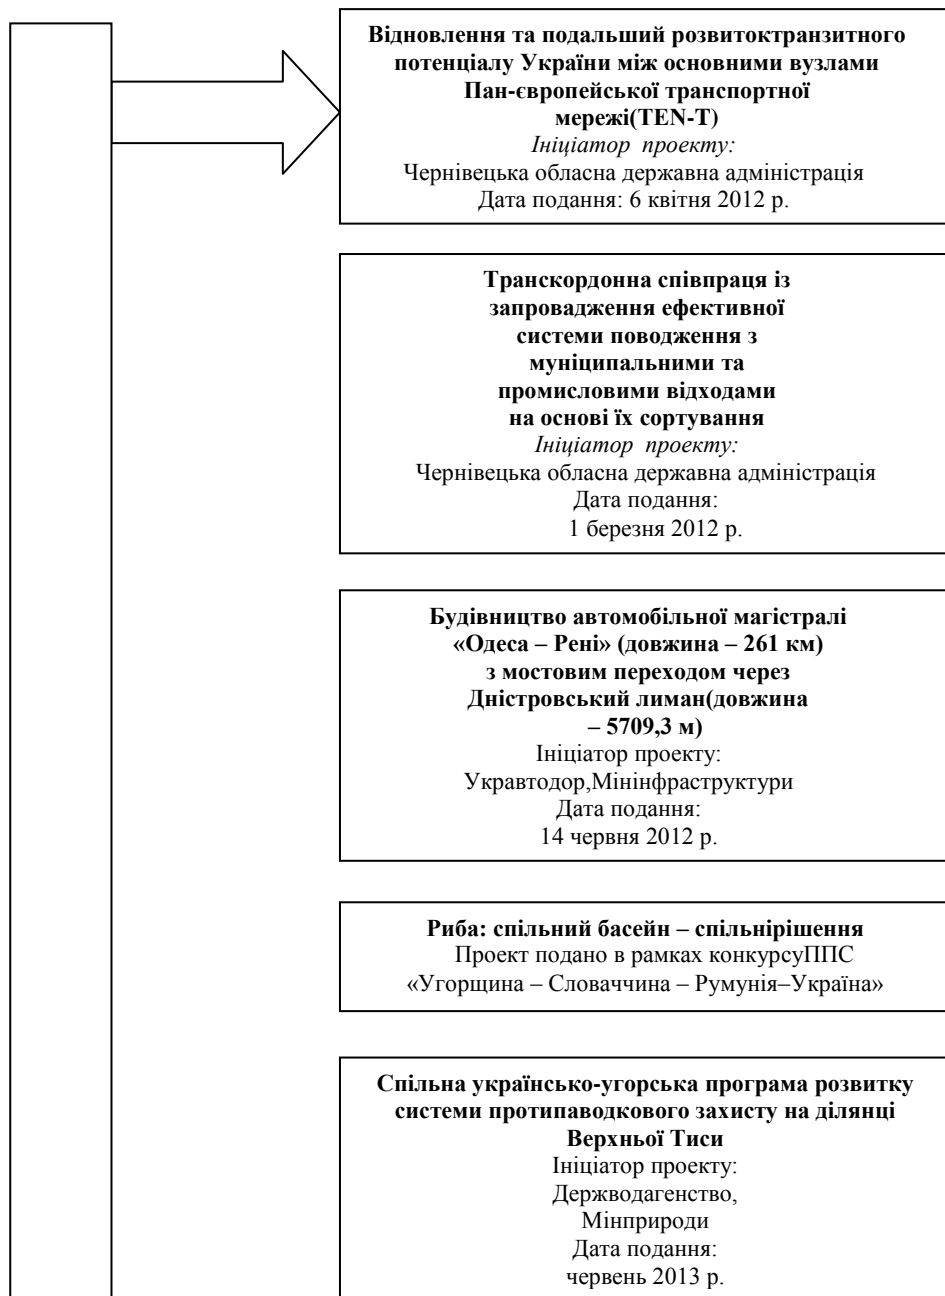 Відновлення та подальший розвитоктранзитного
потенціалу України між основними вузлами
Пан-європейської транспортної
мережі(TEN-T)
Ініціатор проекту:
Чернівецька обласна державна адміністрація
Дата подання: 6 квітня 2012 р.
Транскордонна співпраця із
запровадження ефективної
системи поводження з
муніципальними та
промисловими відходами
на основі їх сортування
Ініціатор проекту:
Чернівецька обласна державна адміністрація
Дата подання:
1 березня 2012 р.
Будівництво автомобільної магістралі
«Одеса – Рені» (довжина – 261 км)
з мостовим переходом через
Дністровський лиман(довжина
– 5709,3 м)
Ініціатор проекту:
Укравтодор,Мінінфраструктури
Дата подання:
14 червня 2012 р.
Риба: спільний басейн – спільнірішення
Проект подано в рамках конкурсуППС
«Угорщина – Словаччина – Румунія–Україна»
Спільна українсько-угорська програма розвитку
системи протипаводкового захисту на ділянці
Верхньої Тиси
Ініціатор проекту:
Держводагенство,
Мінприроди
Дата подання:
червень 2013 р.